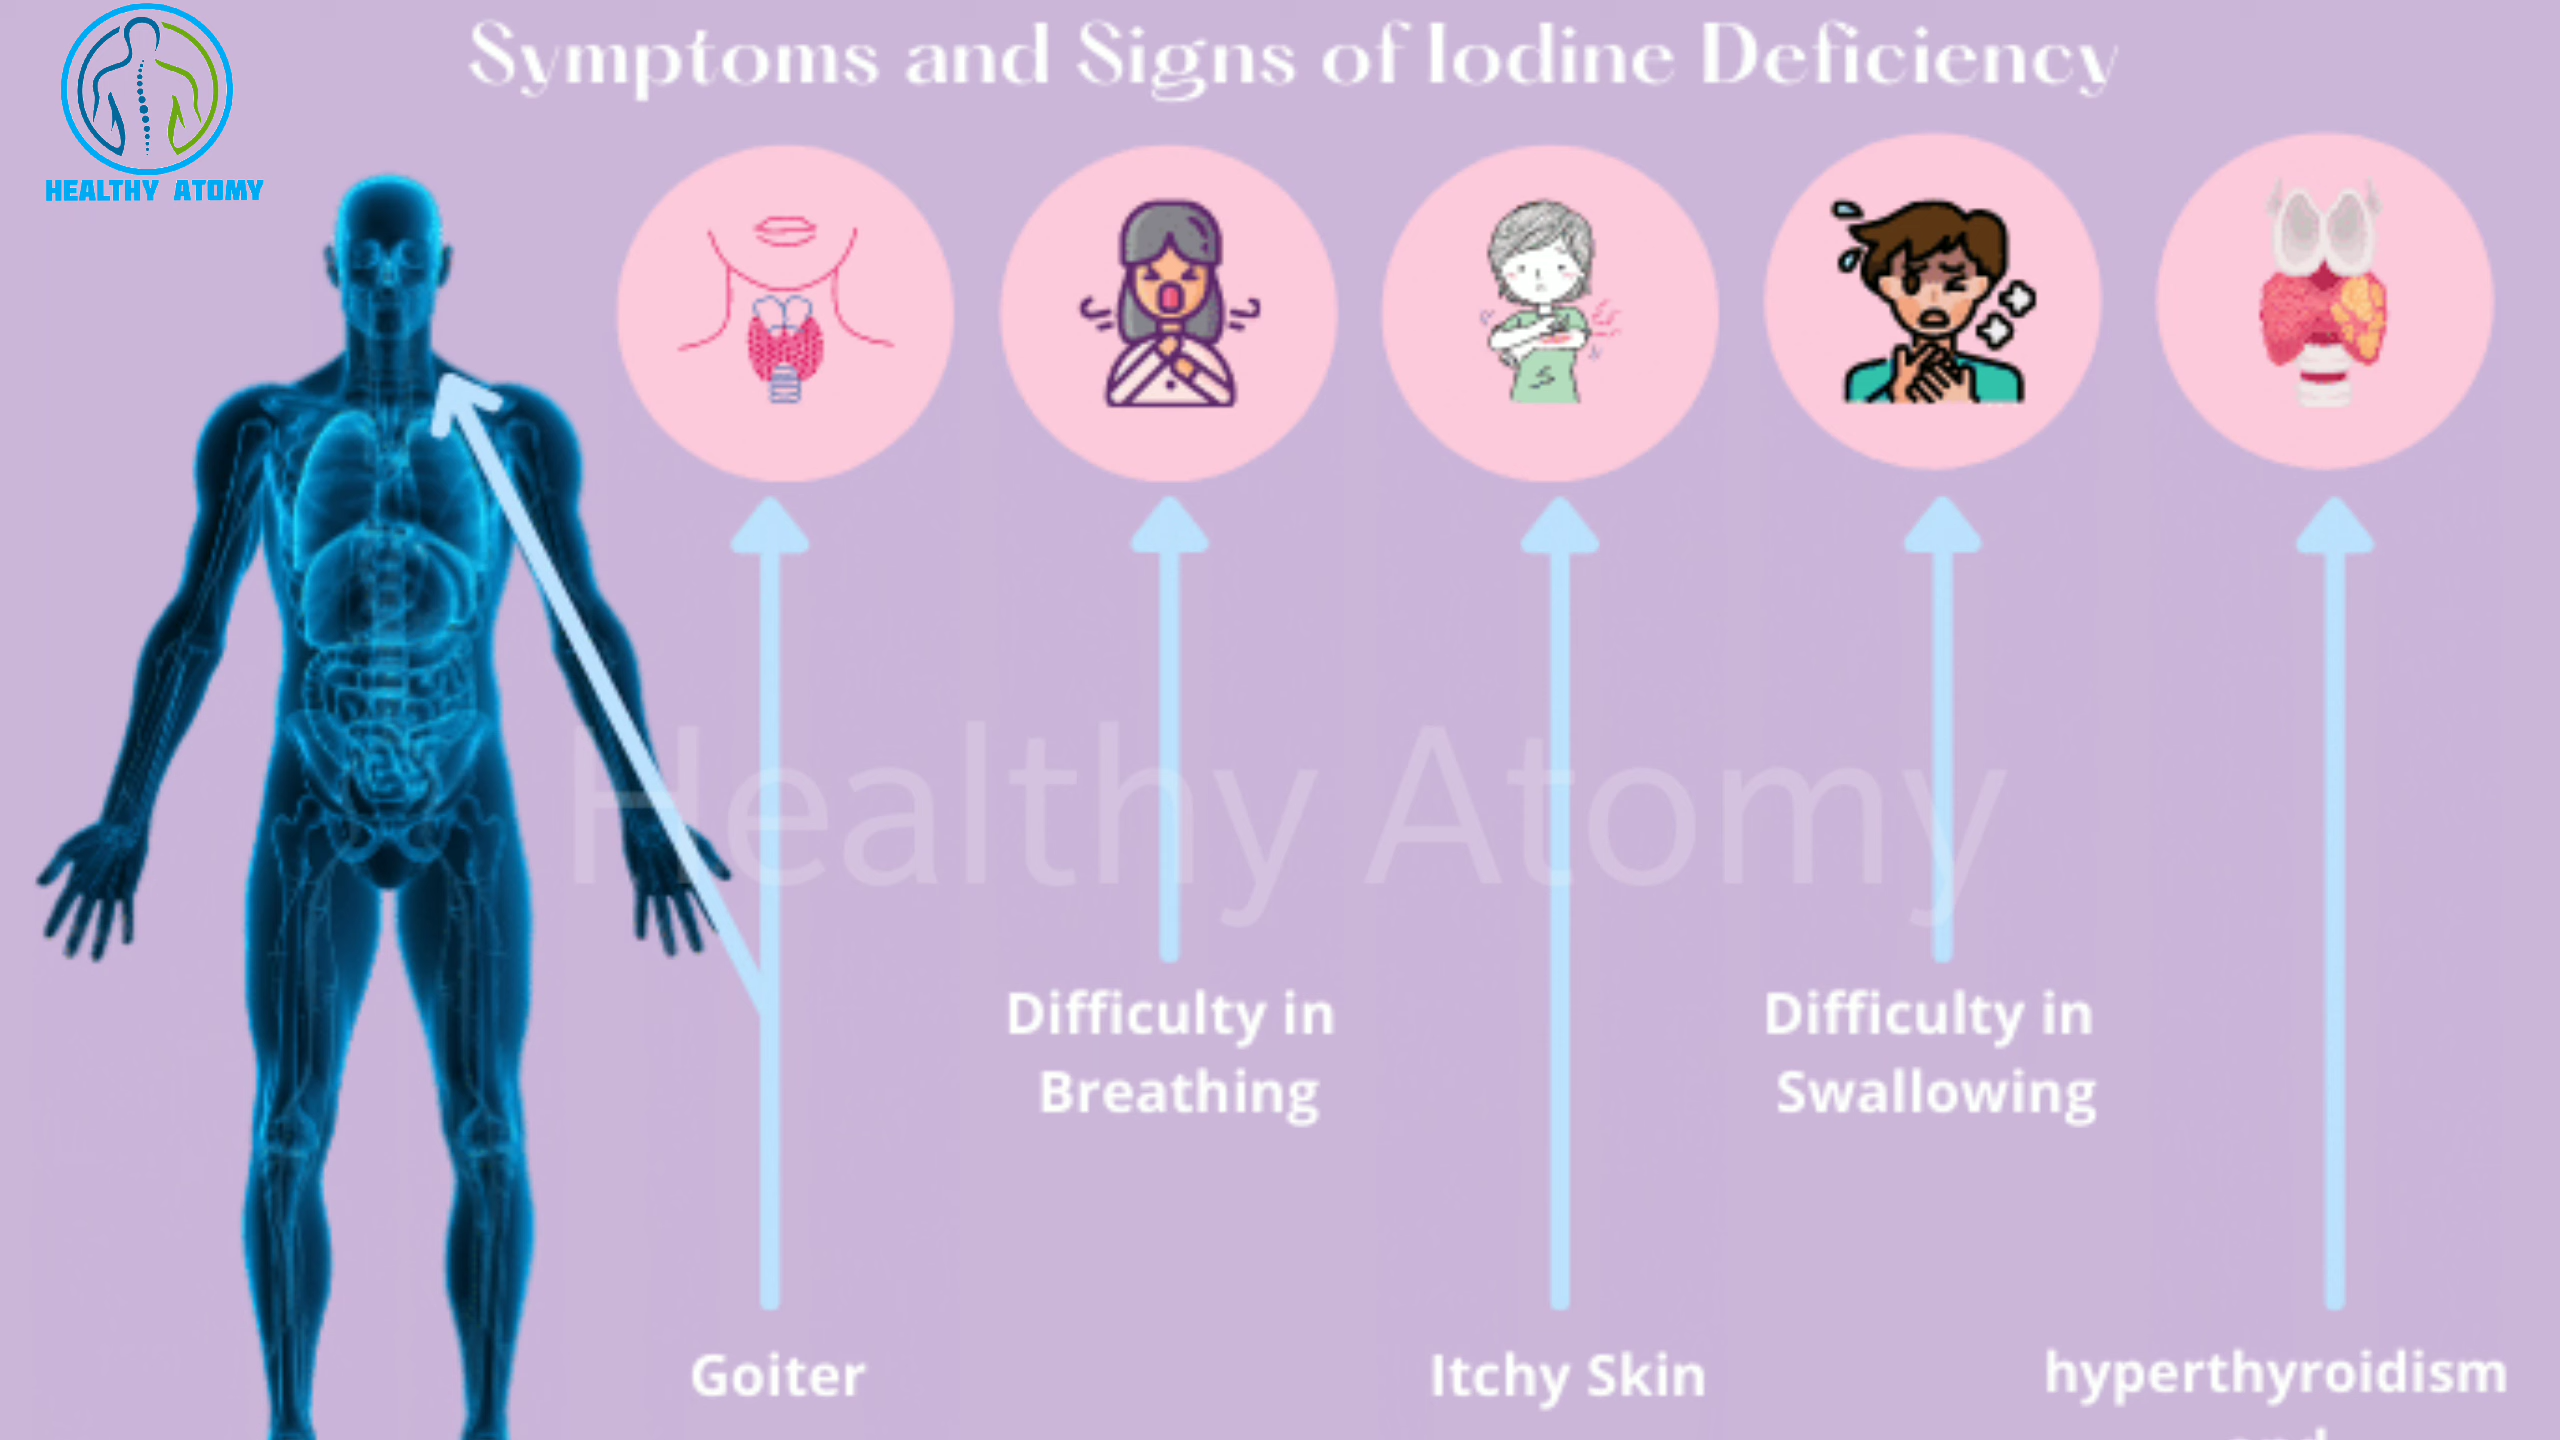 Symptoms and Signs of Iodine Deficiency
HEALTHY ATOMY
Healthy Atomy
Difficulty in
Breathing
Difficulty in
Swallowing
Goiter
Itchy Skin
hyperthyroidism